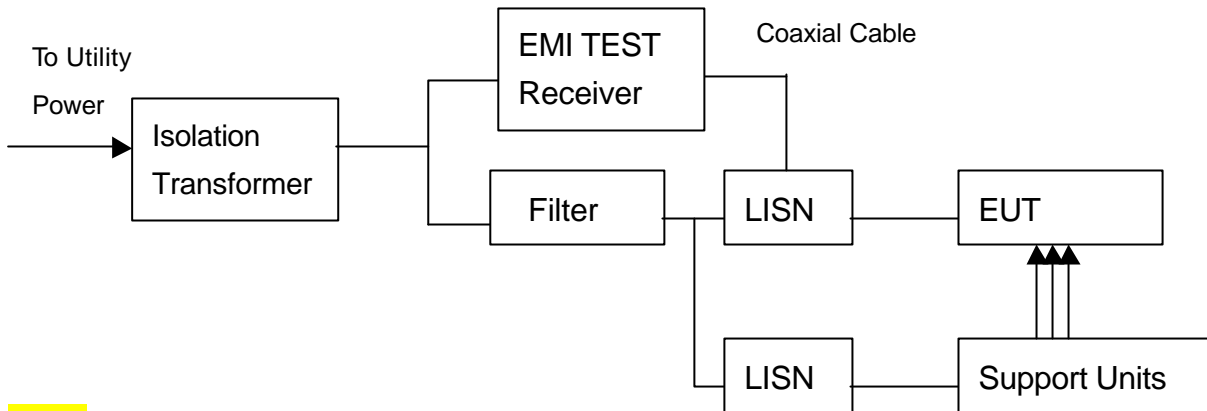 EMI TEST
Receiver
Coaxial Cable
To Utility
Power
Isolation
Transformer
Filter
LISN
EUT
LISN
Support Units